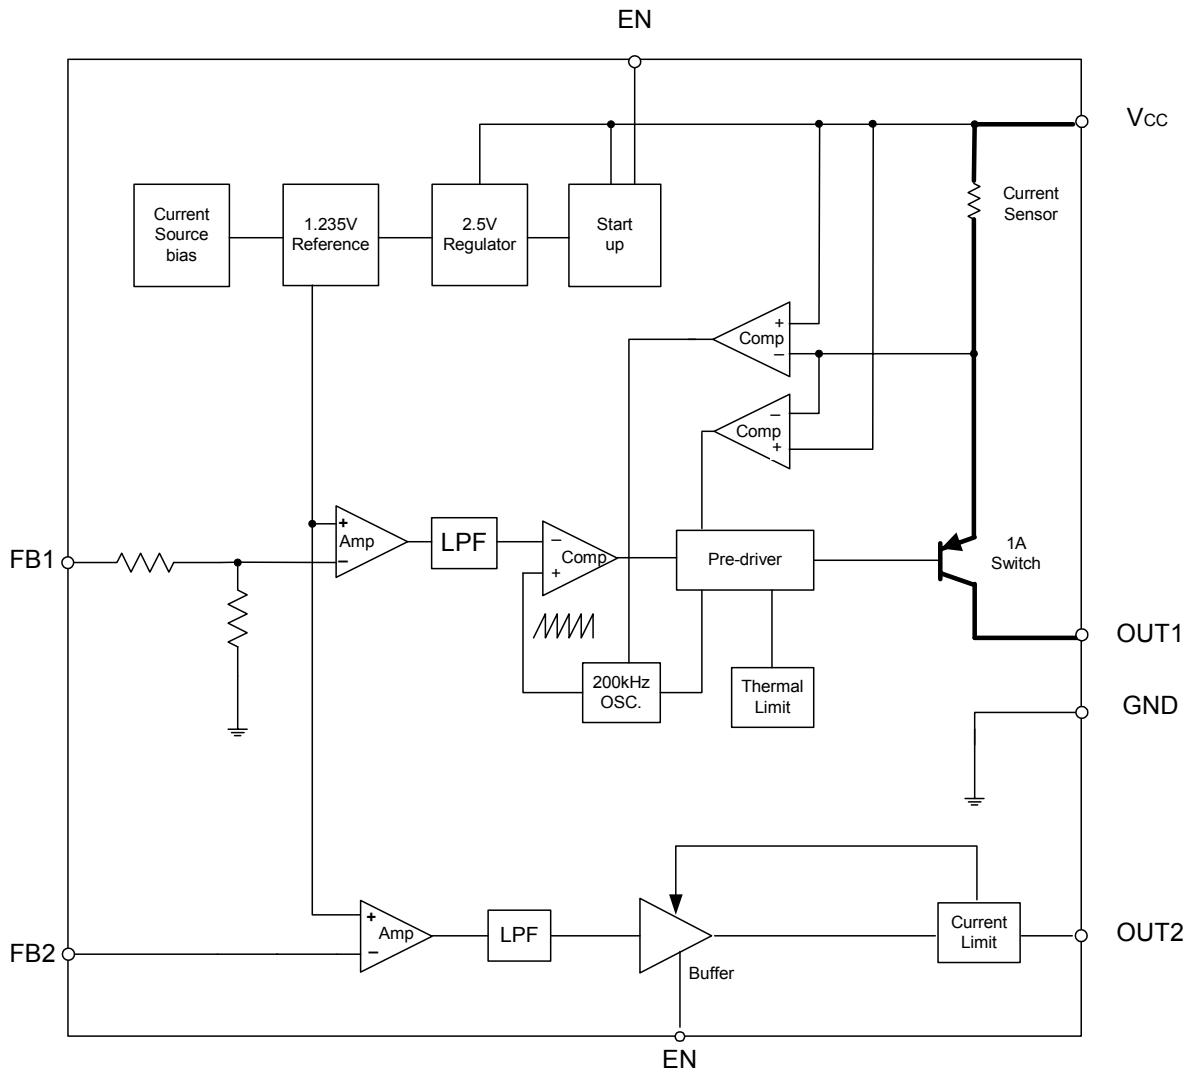 EN
VCC
Current
Source
bias
1.235V
Reference
2.5V
Regulator
Start
up
Current
Sensor
+
Comp
–
–
Comp
+
FB1
+
Amp
–
LPF
–
Comp
+
Pre-driver
1A
Switch
OUT1
200kHz
OSC.
Thermal
Limit
GND
FB2
+
Amp
–
LPF
Buffer
Current
Limit
OUT2
EN